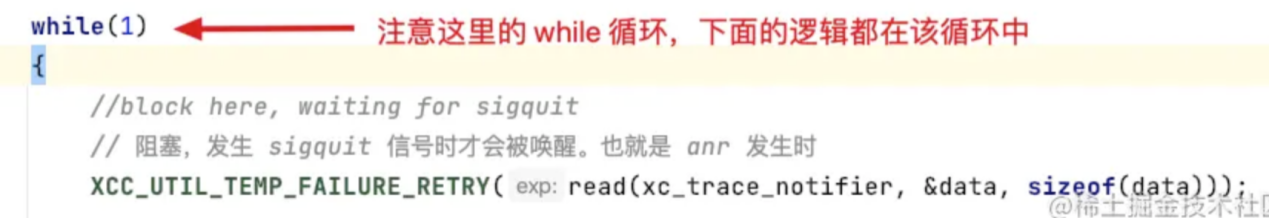 while(1) 注意这里的 while 循环，下面的逻辑都在该循环中
{
//block here, waiting for sigquit
// 阻塞，发生 sigquit 信号时才会被唤醒。也就是 anr 发生时
XCC_UTIL_TEMP_FAILURE_RETRY( exp: read(xc_trace_notifier, &data, sizeof(data)));
@稀土掘金技术社区